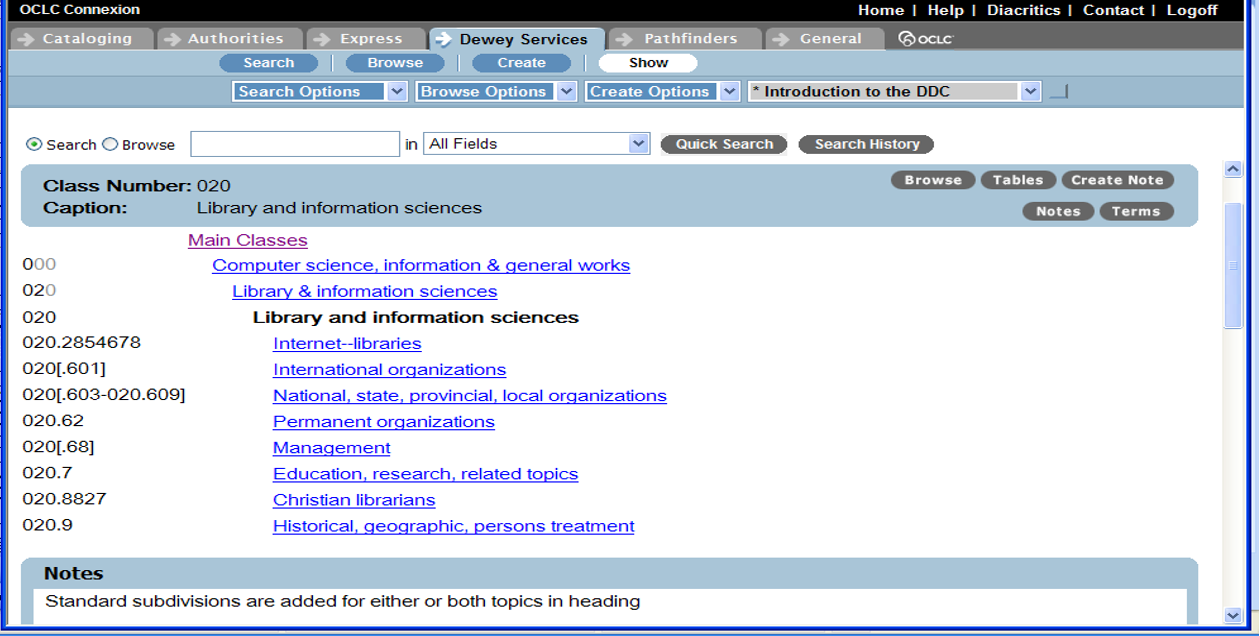 OCLC Connexion
Home | Help | Diacritics | Contact | Logoff
Cataloging Authorities Express Dewey Services Pathfinders General OCLC
Search | Browse | Create | Show
Search Options Browse Options Create Options * Introduction to the DDC
Search Browse in All Fields Quick Search Search History
Class Number: 020 Browse Tables Create Note
Caption: Library and information sciences Notes Terms
Main Classes
000 Computer science, information & general works
020 Library & information sciences
020 Library and information sciences
020.2854678 Internet--libraries
020[.601] International organizations
020[.603-020.609] National, state, provincial, local organizations
020.62 Permanent organizations
020[.68] Management
020.7 Education, research, related topics
020.8827 Christian librarians
020.9 Historical, geographic, persons treatment
Notes
Standard subdivisions are added for either or both topics in heading